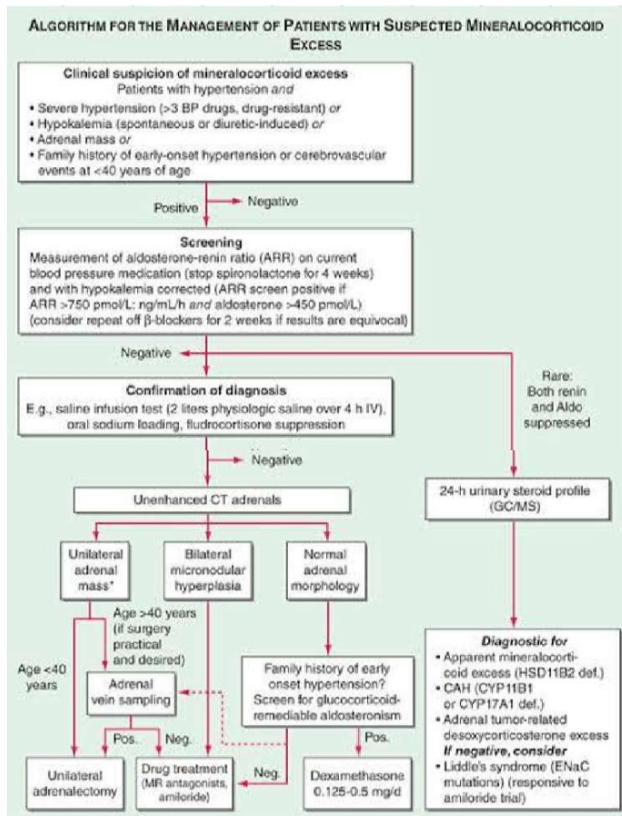 ALGORITHM FOR THE MANAGEMENT OF PATIENTS WITH SUSPECTED MINERALOCORTICOID
EXCESS
Clinical suspicion of mineralocorticoid excess
Patients with hypertension and
• Severe hypertension (>3 BP drugs, drug-resistant) or
• Hypokalemia (spontaneous or diuretic-induced) or
• Adrenal mass or
• Family history of early-onset hypertension or cerebrovascular
events at <40 years of age
Positive
Negative
Screening
Measurement of aldosterone-renin ratio (ARR) on current
blood pressure medication (stop spironolactone for 4 weeks)
and with hypokalemia corrected (ARR screen positive if
ARR >750 pmol/L: ng/mL/h and aldosterone >450 pmol/L)
(consider repeat off β-blockers for 2 weeks if results are equivocal)
Negative
Rare:
Both renin
and Aldo
suppressed
Confirmation of diagnosis
E.g., saline infusion test (2 liters physiologic saline over 4 h IV),
oral sodium loading, fludrocortisone suppression
Negative
Unenhanced CT adrenals
24-h urinary steroid profile
(GC/MS)
Unilateral
adrenal
mass*
Bilateral
micronodular
hyperplasia
Normal
adrenal
morphology
Age >40 years
(if surgery
practical
and desired)
Age <40
years
Adrenal
vein sampling
Family history of early
onset hypertension?
Screen for glucocorticoid-
remediable aldosteronism
Pos.
Neg.
Neg.
Pos.
Unilateral
adrenalectomy
Drug treatment
(MR antagonists,
amiloride)
Dexamethasone
0.125-0.5 mg/d
Diagnostic for
• Apparent mineralocorti-
coid excess (HSD11B2 def.)
• CAH (CYP11B1
or CYP17A1 def.)
• Adrenal tumor-related
desoxycorticosterone excess
If negative, consider
• Liddle's syndrome (ENaC
mutations) (responsive to
amiloride trial)